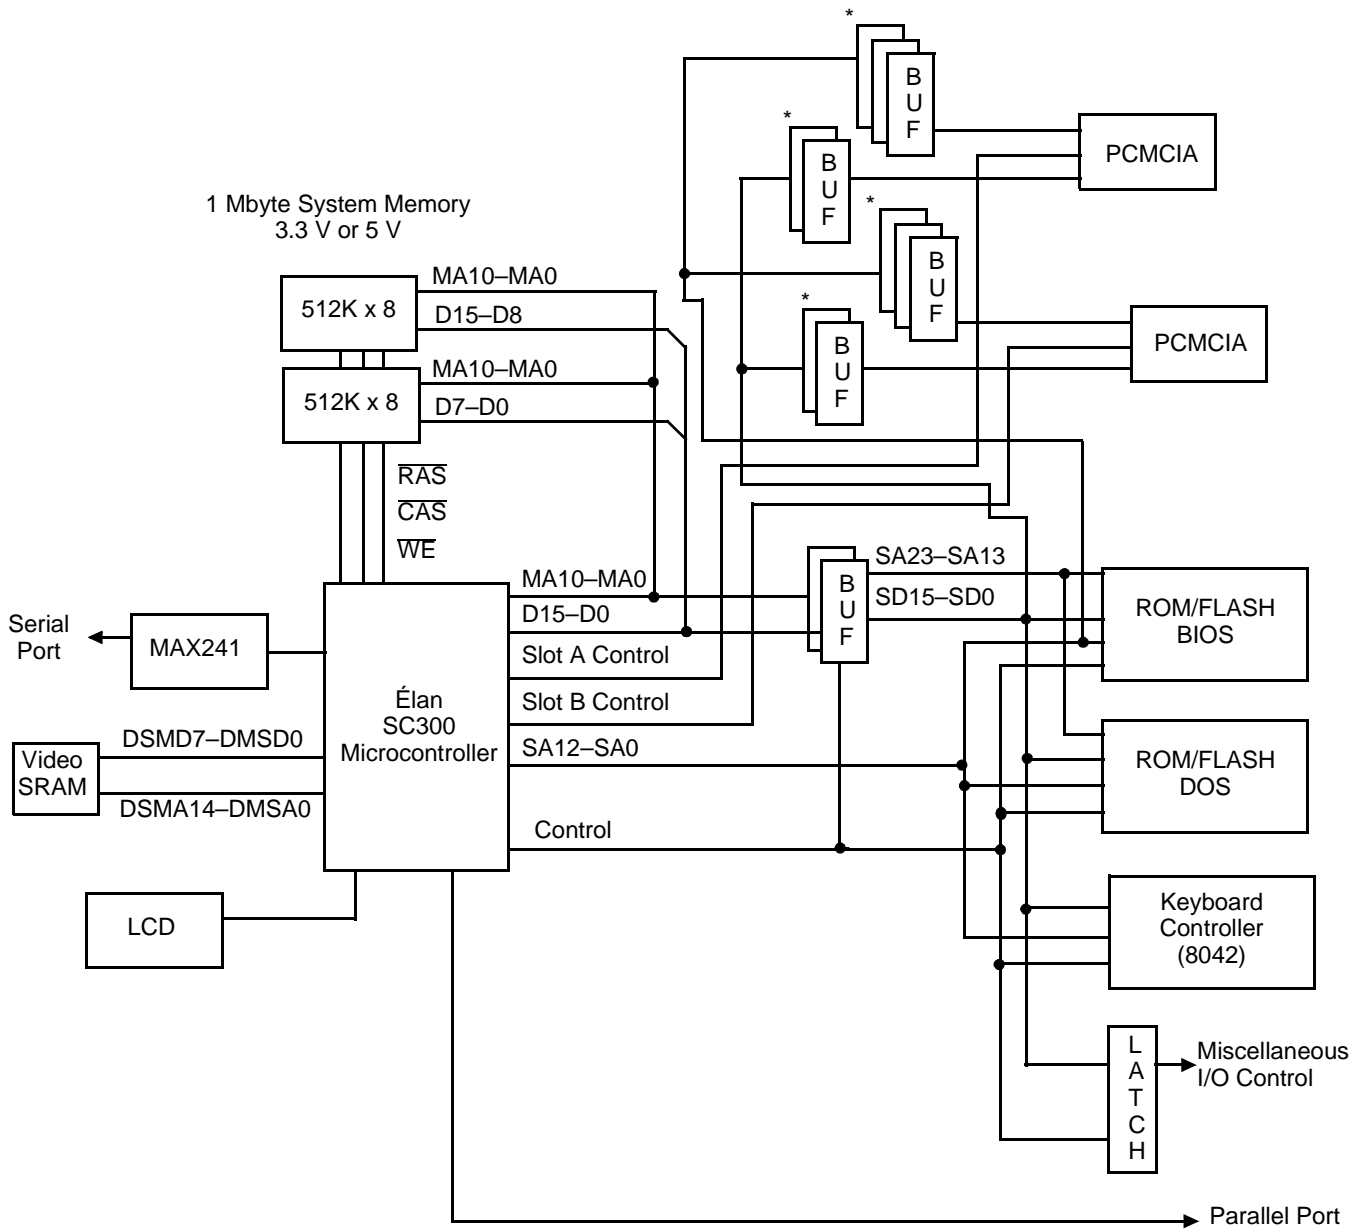 *
B
U
F
*
B
U
F
PCMCIA
1 Mbyte System Memory
3.3 V or 5 V
*
B
U
F
MA10–MA0
512K x 8
D15–D8
*
B
U
F
PCMCIA
MA10–MA0
512K x 8
D7–D0
RAS
CAS
WE
MA10–MA0
D15–D0
Slot A Control
Slot B Control
SA12–SA0
Control
B
U
F
SA23–SA13
SD15–SD0
ROM/FLASH
BIOS
Serial
Port
MAX241
Élan
SC300
Microcontroller
Video
SRAM
DSMD7–DMSD0
DSMA14–DMSA0
ROM/FLASH
DOS
LCD
Keyboard
Controller
(8042)
L
A
T
C
H
Miscellaneous
I/O Control
Parallel Port